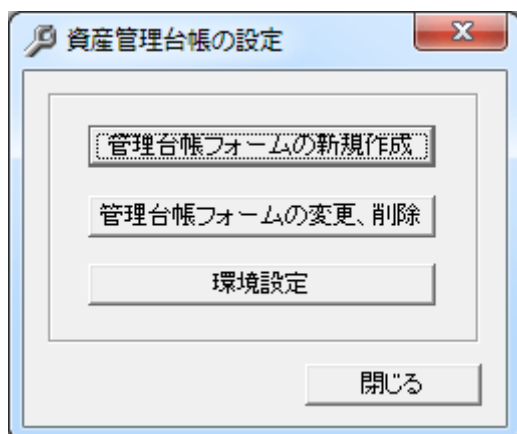 資産管理台帳の設定
管理台帳フォームの新規作成
管理台帳フォームの変更、削除
環境設定
閉じる